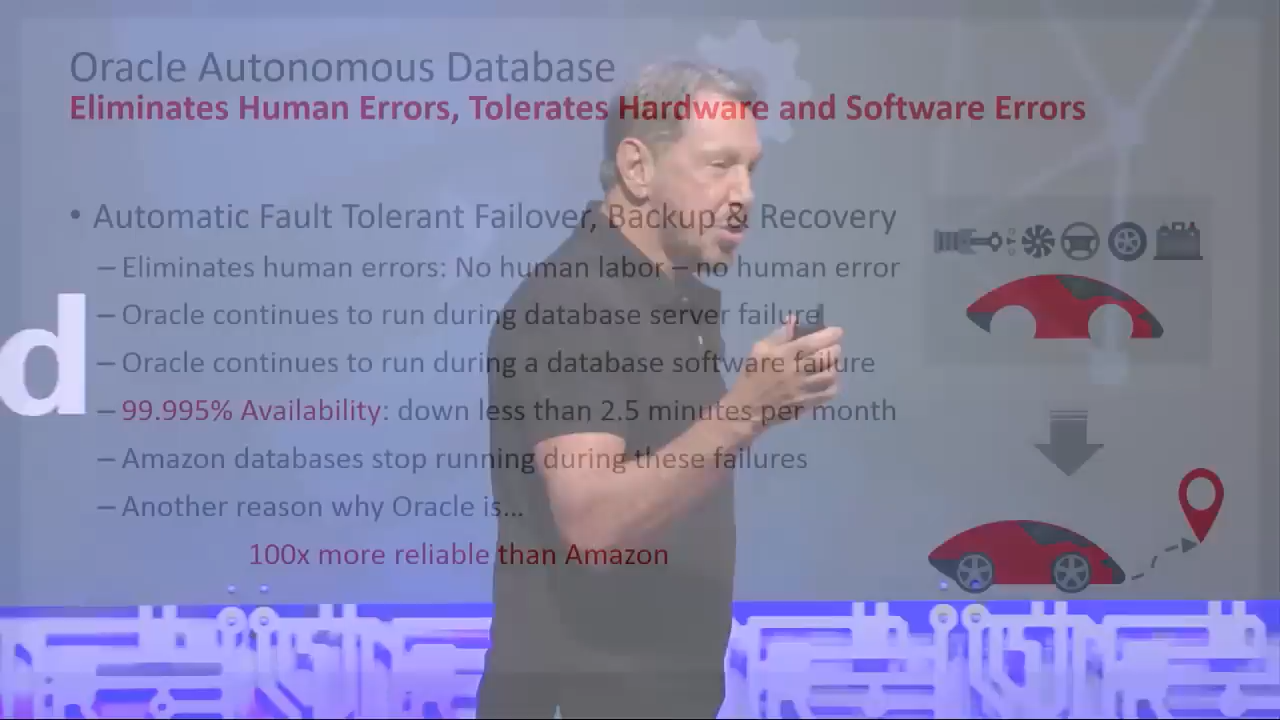 Oracle Autonomous Database
Eliminates Human Errors, Tolerates Hardware and Software Errors
• Automatic Fault Tolerant Failover, Backup & Recovery
– Eliminates human errors: No human labor – no human error
– Oracle continues to run during database server failure
– Oracle continues to run during a database software failure
d
– 99.995% Availability: down less than 2.5 minutes per month
– Amazon databases stop running during these failures
– Another reason why Oracle is...
100x more reliable than Amazon